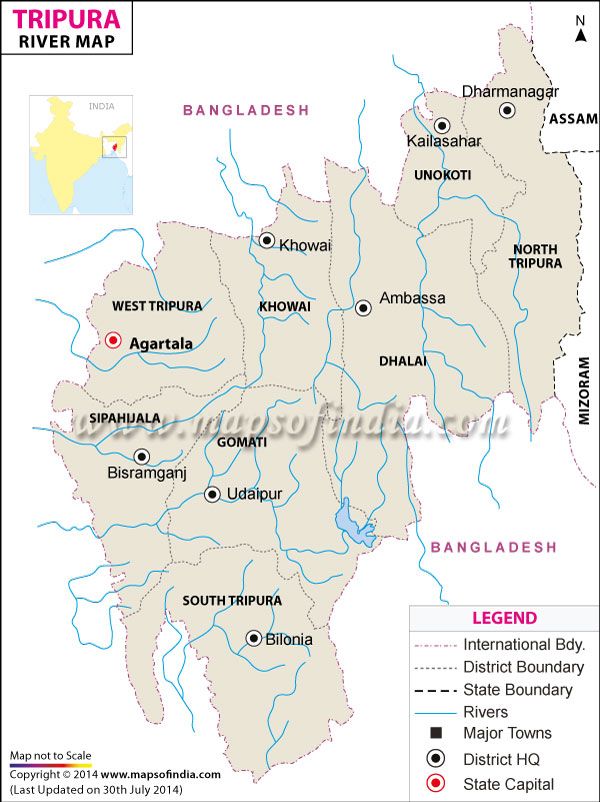 TRIPURA
RIVER MAP
N
INDIA
BANGLADESH
Dharmanagar
ASSAM
Kailasahar
UNOKOTI
NORTH
TRIPURA
Khowai
WEST TRIPURA
KHOWAI
Ambassa
Agartala
DHALAI
MIZORAM
SIPAHIJALA
www.mapsofindia.com
GOMATI
Bisramganj
Udaipur
BANGLADESH
SOUTH TRIPURA
Bilonia
LEGEND
International Bdy.
District Boundary
State Boundary
Rivers
Major Towns
District HQ
State Capital
Map not to Scale
Copyright © 2014 www.mapsofindia.com
(Last Updated on 30th July 2014)